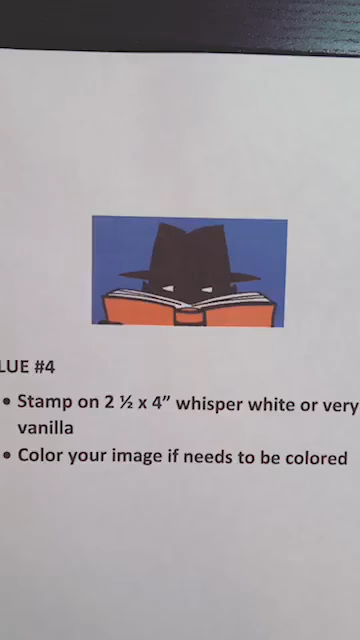 LUE #4
• Stamp on 2 ½ x 4” whisper white or very
vanilla
• Color your image if needs to be colored